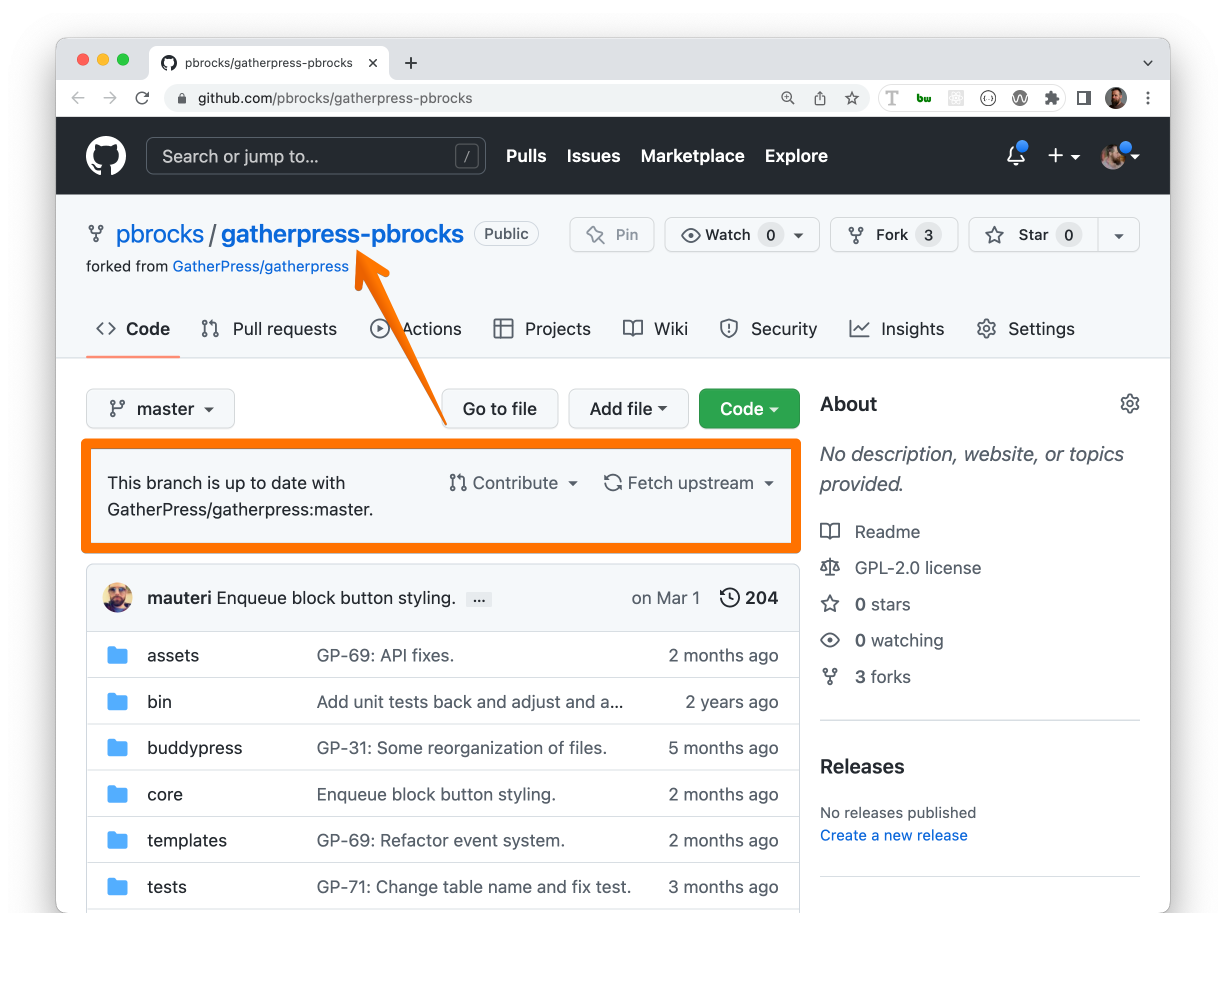 pbrocks/gatherpress-pbrocks
github.com/pbrocks/gatherpress-pbrocks
T bw
Search or jump to... / Pulls Issues Marketplace Explore
pbrocks / gatherpress-pbrocks Public Pin Watch 0 Fork 3 Star 0
forked from GatherPress/gatherpress
Code Pull requests Actions Projects Wiki Security Insights Settings
master Go to file Add file Code
This branch is up to date with
GatherPress/gatherpress:master.
Contribute Fetch upstream
mauteri Enqueue block button styling. ... on Mar 1 204
assets GP-69: API fixes. 2 months ago
bin Add unit tests back and adjust and a... 2 years ago
buddypress GP-31: Some reorganization of files. 5 months ago
core Enqueue block button styling. 2 months ago
templates GP-69: Refactor event system. 2 months ago
tests GP-71: Change table name and fix test. 3 months ago
About
No description, website, or topics
provided.
Readme
GPL-2.0 license
0 stars
0 watching
3 forks
Releases
No releases published
Create a new release